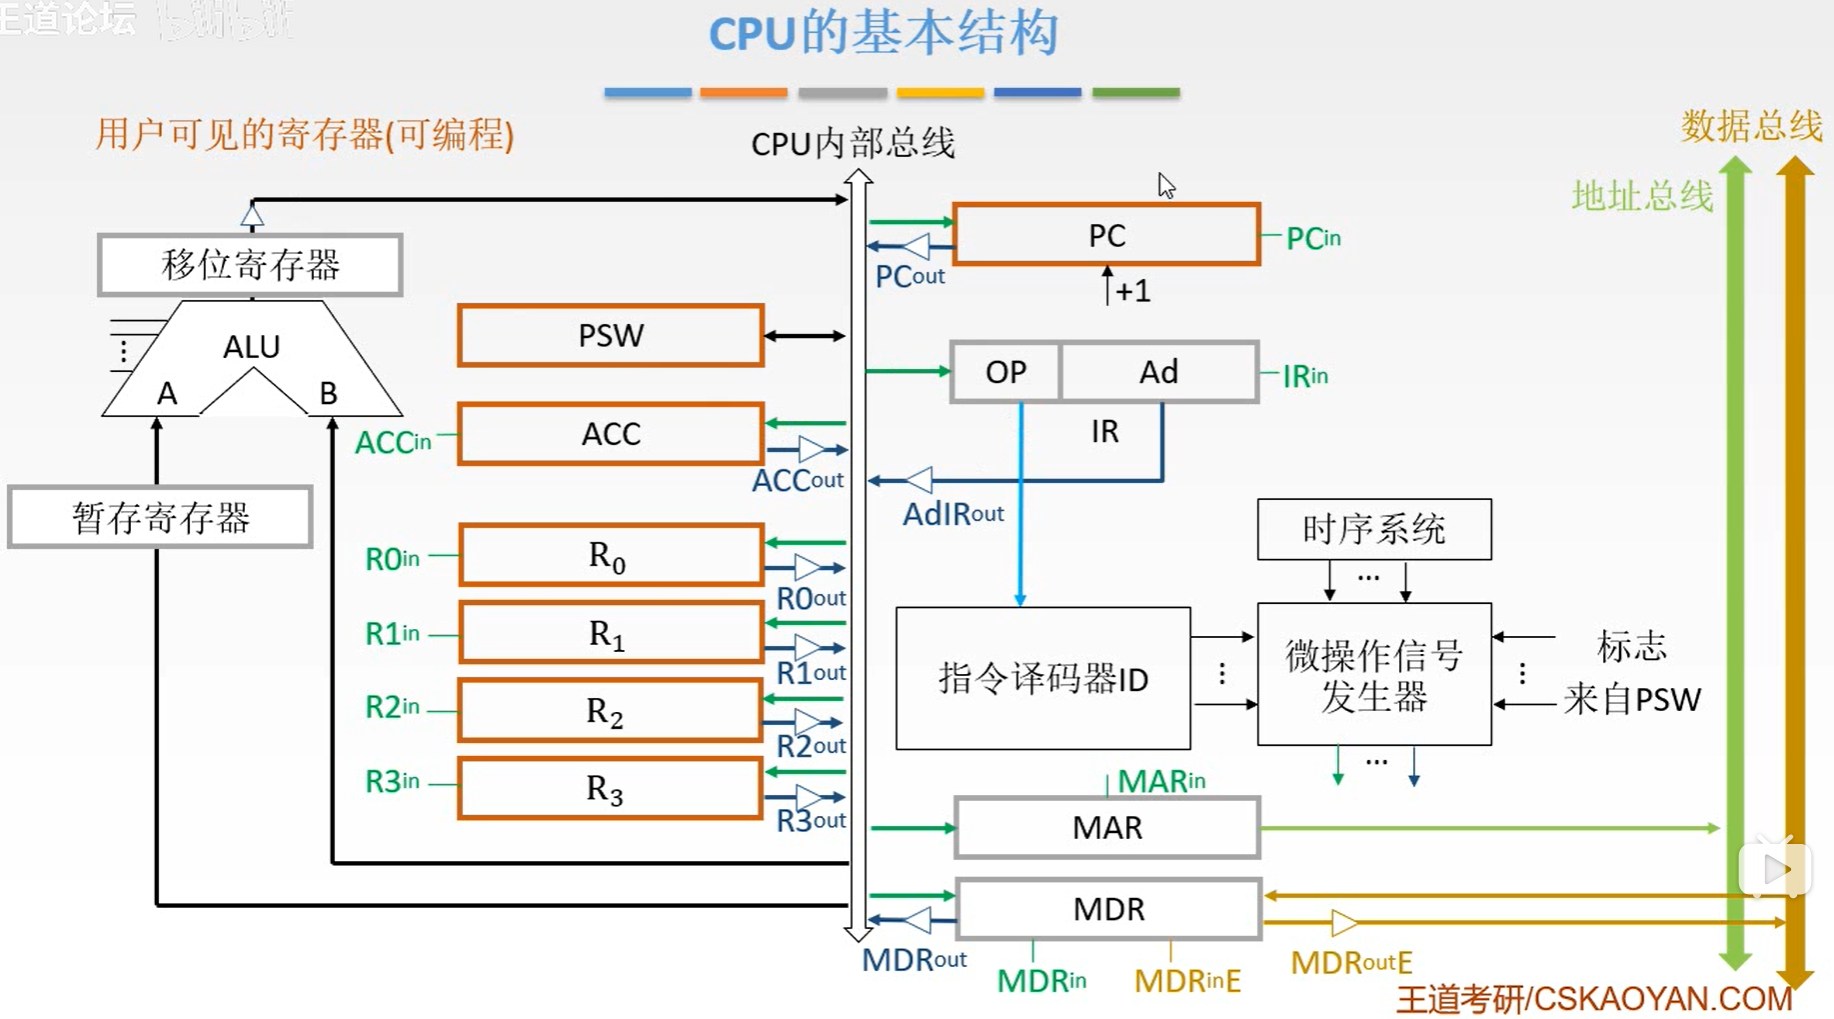 王道论坛 bilibili
CPU的基本结构
用户可见的寄存器(可编程)
CPU内部总线
数据总线
地址总线
移位寄存器
ALU
A
B
暂存寄存器
PSW
ACC
ACCin
ACCout
R0
R0in
R0out
R1
R1in
R1out
R2
R2in
R2out
R3
R3in
R3out
PC
PCin
PCout
+1
OP
Ad
IRin
IR
AdIRout
时序系统
...
指令译码器ID
⋮
微操作信号
发生器
⋮
标志
来自PSW
...
MARin
MAR
MDR
MDRout
MDRin
MDRinE
MDRoutE
王道考研/CSKAOYAN.COM